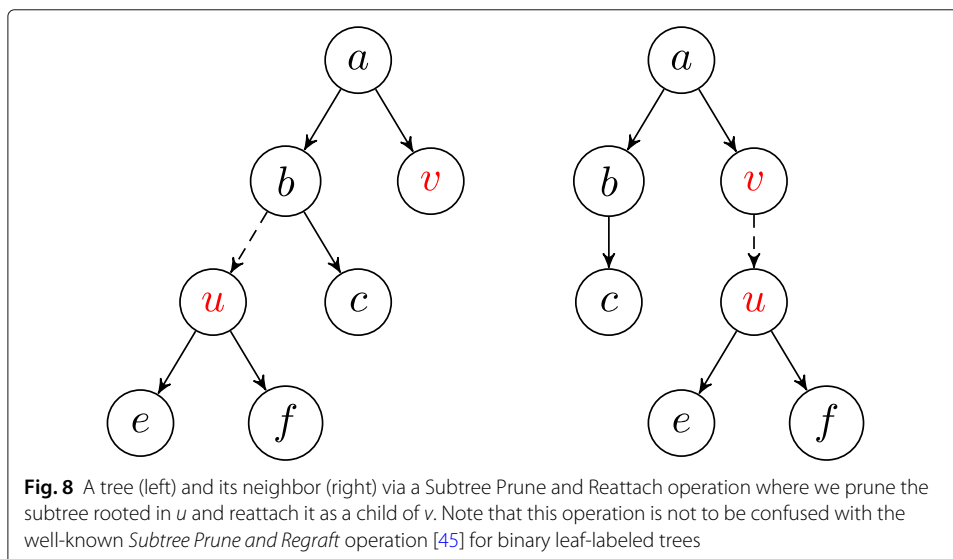 a
a
b
v
b
v
u
c
c
u
e
f
e
f
Fig. 8 A tree (left) and its neighbor (right) via a Subtree Prune and Reattach operation where we prune the
subtree rooted in u and reattach it as a child of v. Note that this operation is not to be confused with the
well-known Subtree Prune and Regraft operation [45] for binary leaf-labeled trees